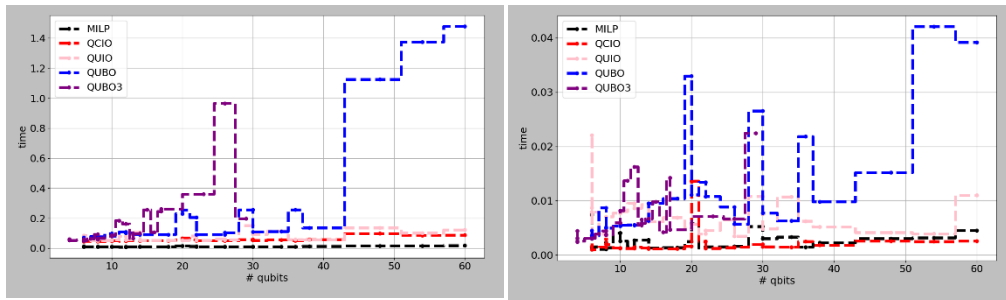 MILP
QCIO
QUIO
QUBO
QUBO3
time
1.4
1.2
1.0
0.8
0.6
0.4
0.2
0.0
10 20 30 40 50 60
# qubits
MILP
QCIO
QUIO
QUBO
QUBO3
time
0.04
0.03
0.02
0.01
0.00
10 20 30 40 50 60
# qbits